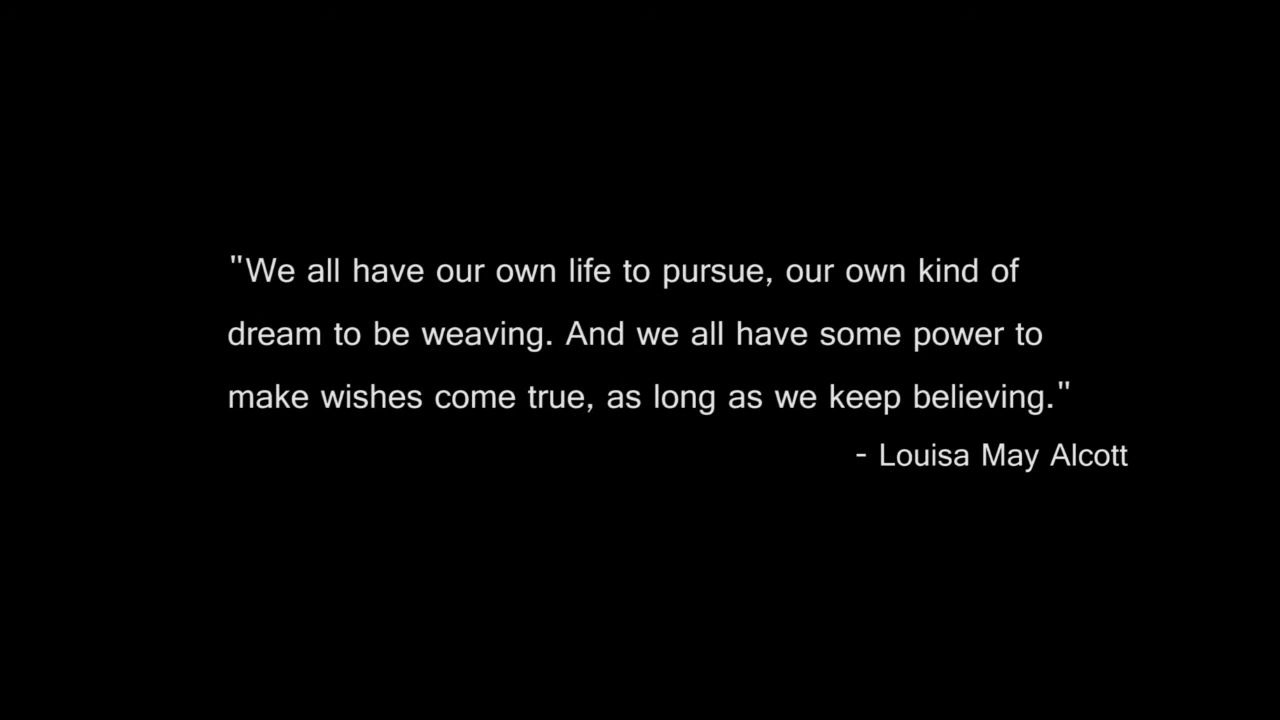 "We all have our own life to pursue, our own kind of
dream to be weaving. And we all have some power to
make wishes come true, as long as we keep believing."
- Louisa May Alcott